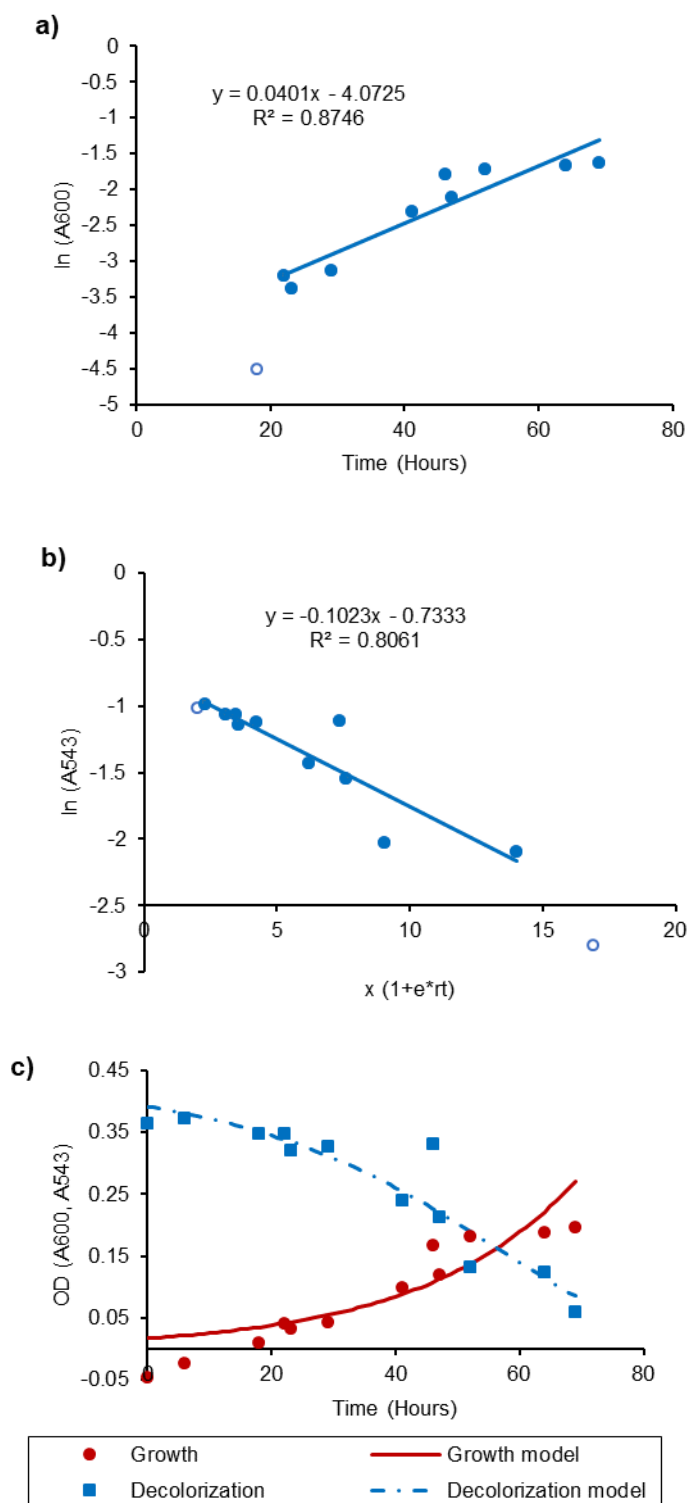 a)
0
-0.5
-1
-1.5
-2
-2.5
-3
-3.5
-4
-4.5
-5
y = 0.0401x - 4.0725
R² = 0.8746
ln (A600)
0 20 40 60 80
Time (Hours)
b)
0
-0.5
-1
-1.5
-2
-2.5
-3
y = -0.1023x - 0.7333
R² = 0.8061
ln (A543)
0 5 10 15 20
x (1+e*rt)
c)
0.45
0.35
0.25
0.15
0.05
-0.05
OD (A600, A543)
0 20 40 60 80
Time (Hours)
Growth Growth model
Decolorization Decolorization model